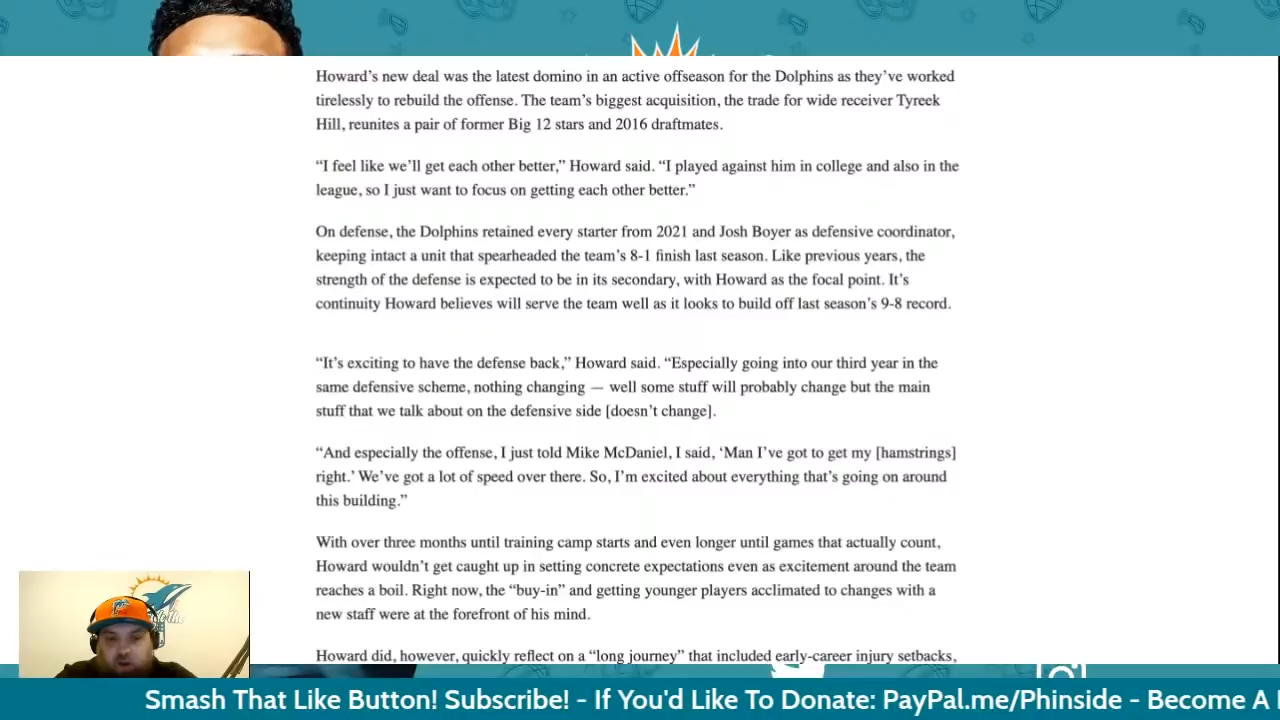 Howard’s new deal was the latest domino in an active offseason for the Dolphins as they’ve worked
tirelessly to rebuild the offense. The team’s biggest acquisition, the trade for wide receiver Tyreek
Hill, reunites a pair of former Big 12 stars and 2016 draftmates.
“I feel like we’ll get each other better,” Howard said. “I played against him in college and also in the
league, so I just want to focus on getting each other better.”
On defense, the Dolphins retained every starter from 2021 and Josh Boyer as defensive coordinator,
keeping intact a unit that spearheaded the team’s 8-1 finish last season. Like previous years, the
strength of the defense is expected to be in its secondary, with Howard as the focal point. It’s
continuity Howard believes will serve the team well as it looks to build off last season’s 9-8 record.
“It’s exciting to have the defense back,” Howard said. “Especially going into our third year in the
same defensive scheme, nothing changing — well some stuff will probably change but the main
stuff that we talk about on the defensive side [doesn’t change].
“And especially the offense, I just told Mike McDaniel, I said, ‘Man I’ve got to get my [hamstrings]
right.’ We’ve got a lot of speed over there. So, I’m excited about everything that’s going on around
this building.”
With over three months until training camp starts and even longer until games that actually count,
Howard wouldn’t get caught up in setting concrete expectations even as excitement around the team
reaches a boil. Right now, the “buy-in” and getting younger players acclimated to changes with a
new staff were at the forefront of his mind.
Howard did, however, quickly reflect on a “long journey” that included early-career injury setbacks,
Smash That Like Button! Subscribe! - If You'd Like To Donate: PayPal.me/Phinside - Become A